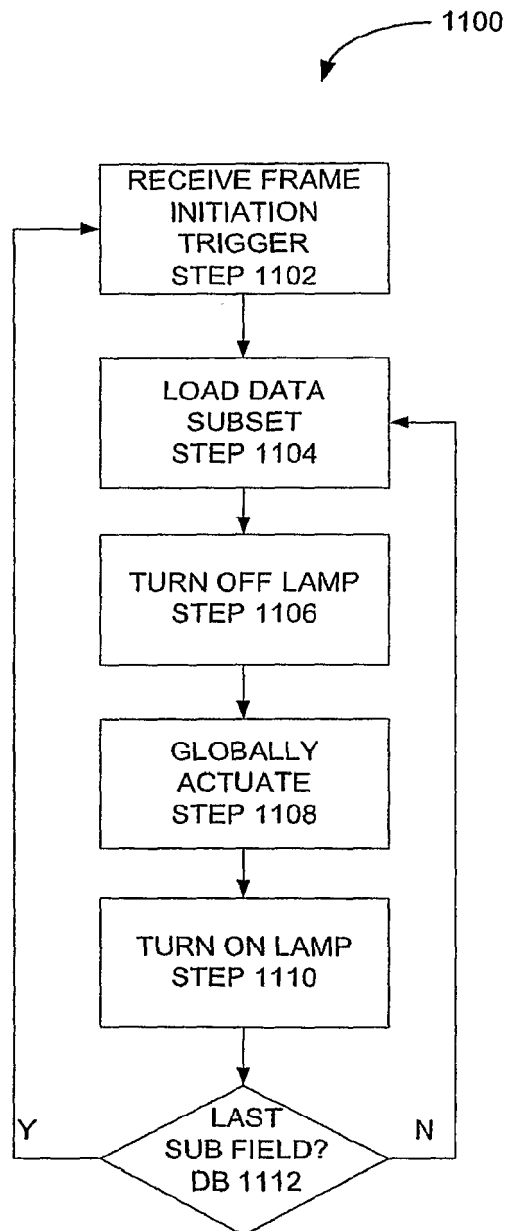 1100
RECEIVE FRAME
INITIATION
TRIGGER
STEP 1102
LOAD DATA
SUBSET
STEP 1104
TURN OFF LAMP
STEP 1106
GLOBALLY
ACTUATE
STEP 1108
TURN ON LAMP
STEP 1110
Y
LAST
SUB FIELD?
DB 1112
N